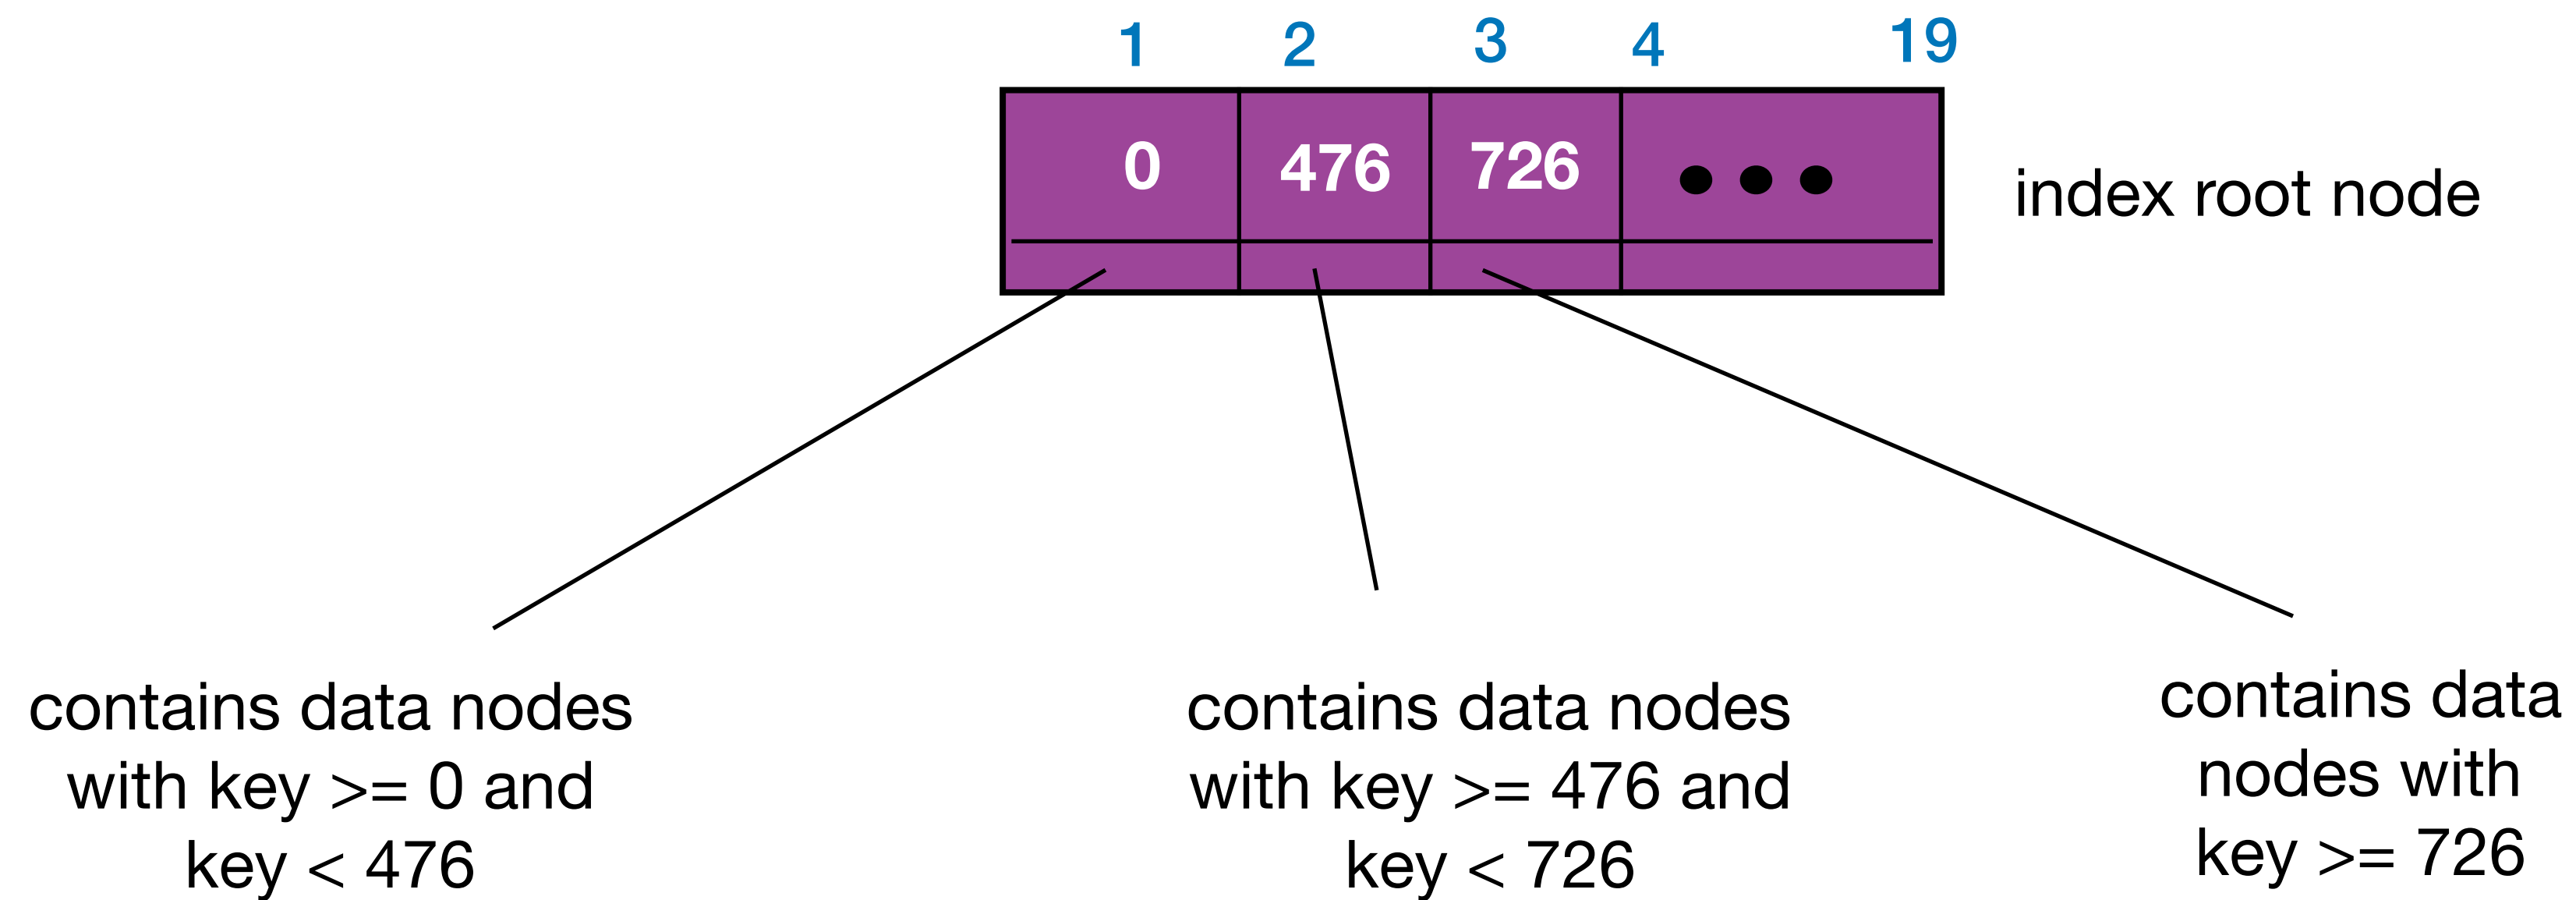 1 2 3 4 19
0 476 726 •••
index root node
contains data nodes
with key >= 0 and
key < 476
contains data nodes
with key >= 476 and
key < 726
contains data
nodes with
key >= 726